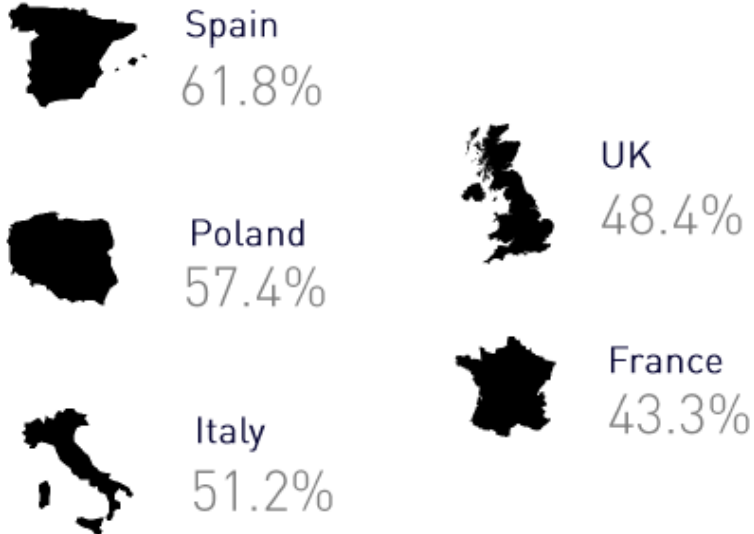 Spain
61.8%
Poland
57.4%
Italy
51.2%
UK
48.4%
France
43.3%